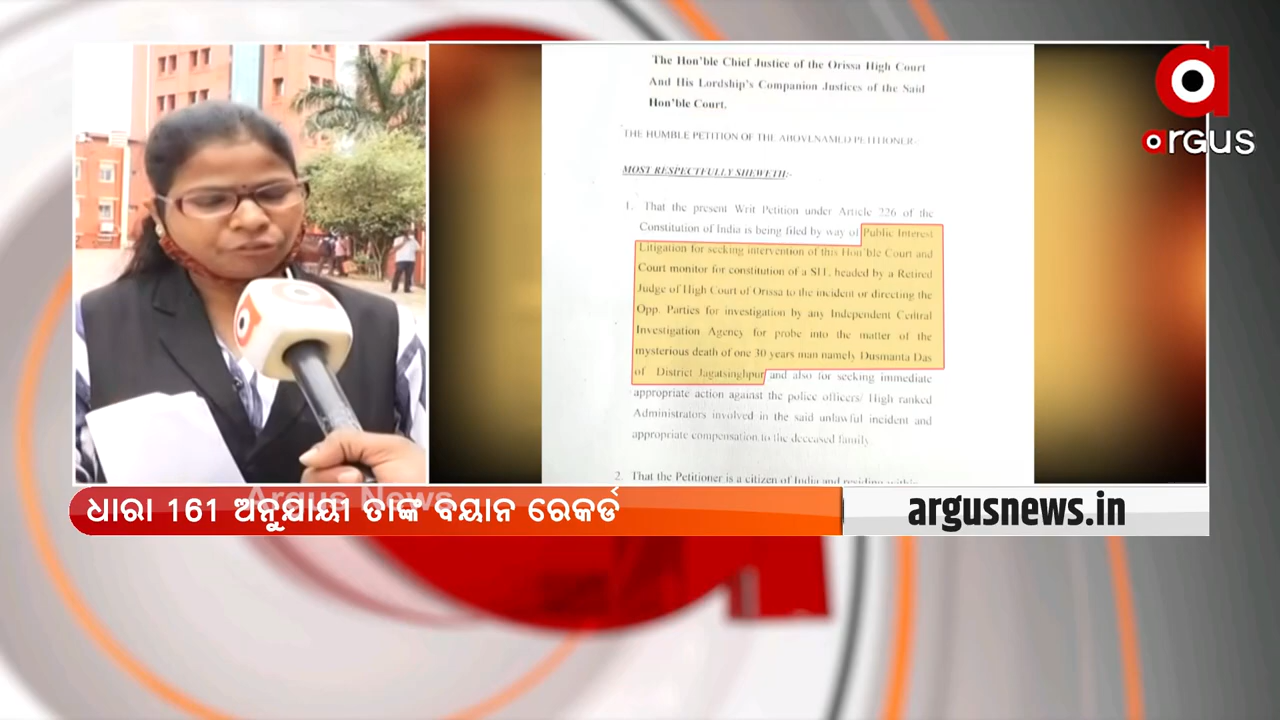 The Hon'ble Chief Justice of the Orissa High Court
And His Lordship's Companion Justices of the Said
Hon'ble Court.
THE HUMBLE PETITION OF THE ABOVENAMED PETITIONER:-
MOST RESPECTFULLY SHEWETH:-
1. That the present Writ Petition under Article 226 of the
Constitution of India is being filed by way of Public Interest
Litigation for seeking intervention of this Hon'ble Court and
Court monitor for constitution of a SIT, headed by a Retired
Judge of High Court of Orissa to the incident or directing the
Opp. Parties for investigation by any Independent Central
Investigation Agency for probe into the matter of the
mysterious death of one 30 years man namely Dusmanta Das
of District Jagatsinghpur and also for seeking immediate
appropriate action against the police officers/ High ranked
Administrators involved in the said unlawful incident and
appropriate compensation to the deceased family.
2. That the Petitioner is a citizen of India and residing within
argus
Argus News
ଧାରା 161 ଅନୁଯାୟୀ ତାଙ୍କ ବୟାନ ରେକର୍ଡ
argusnews.in